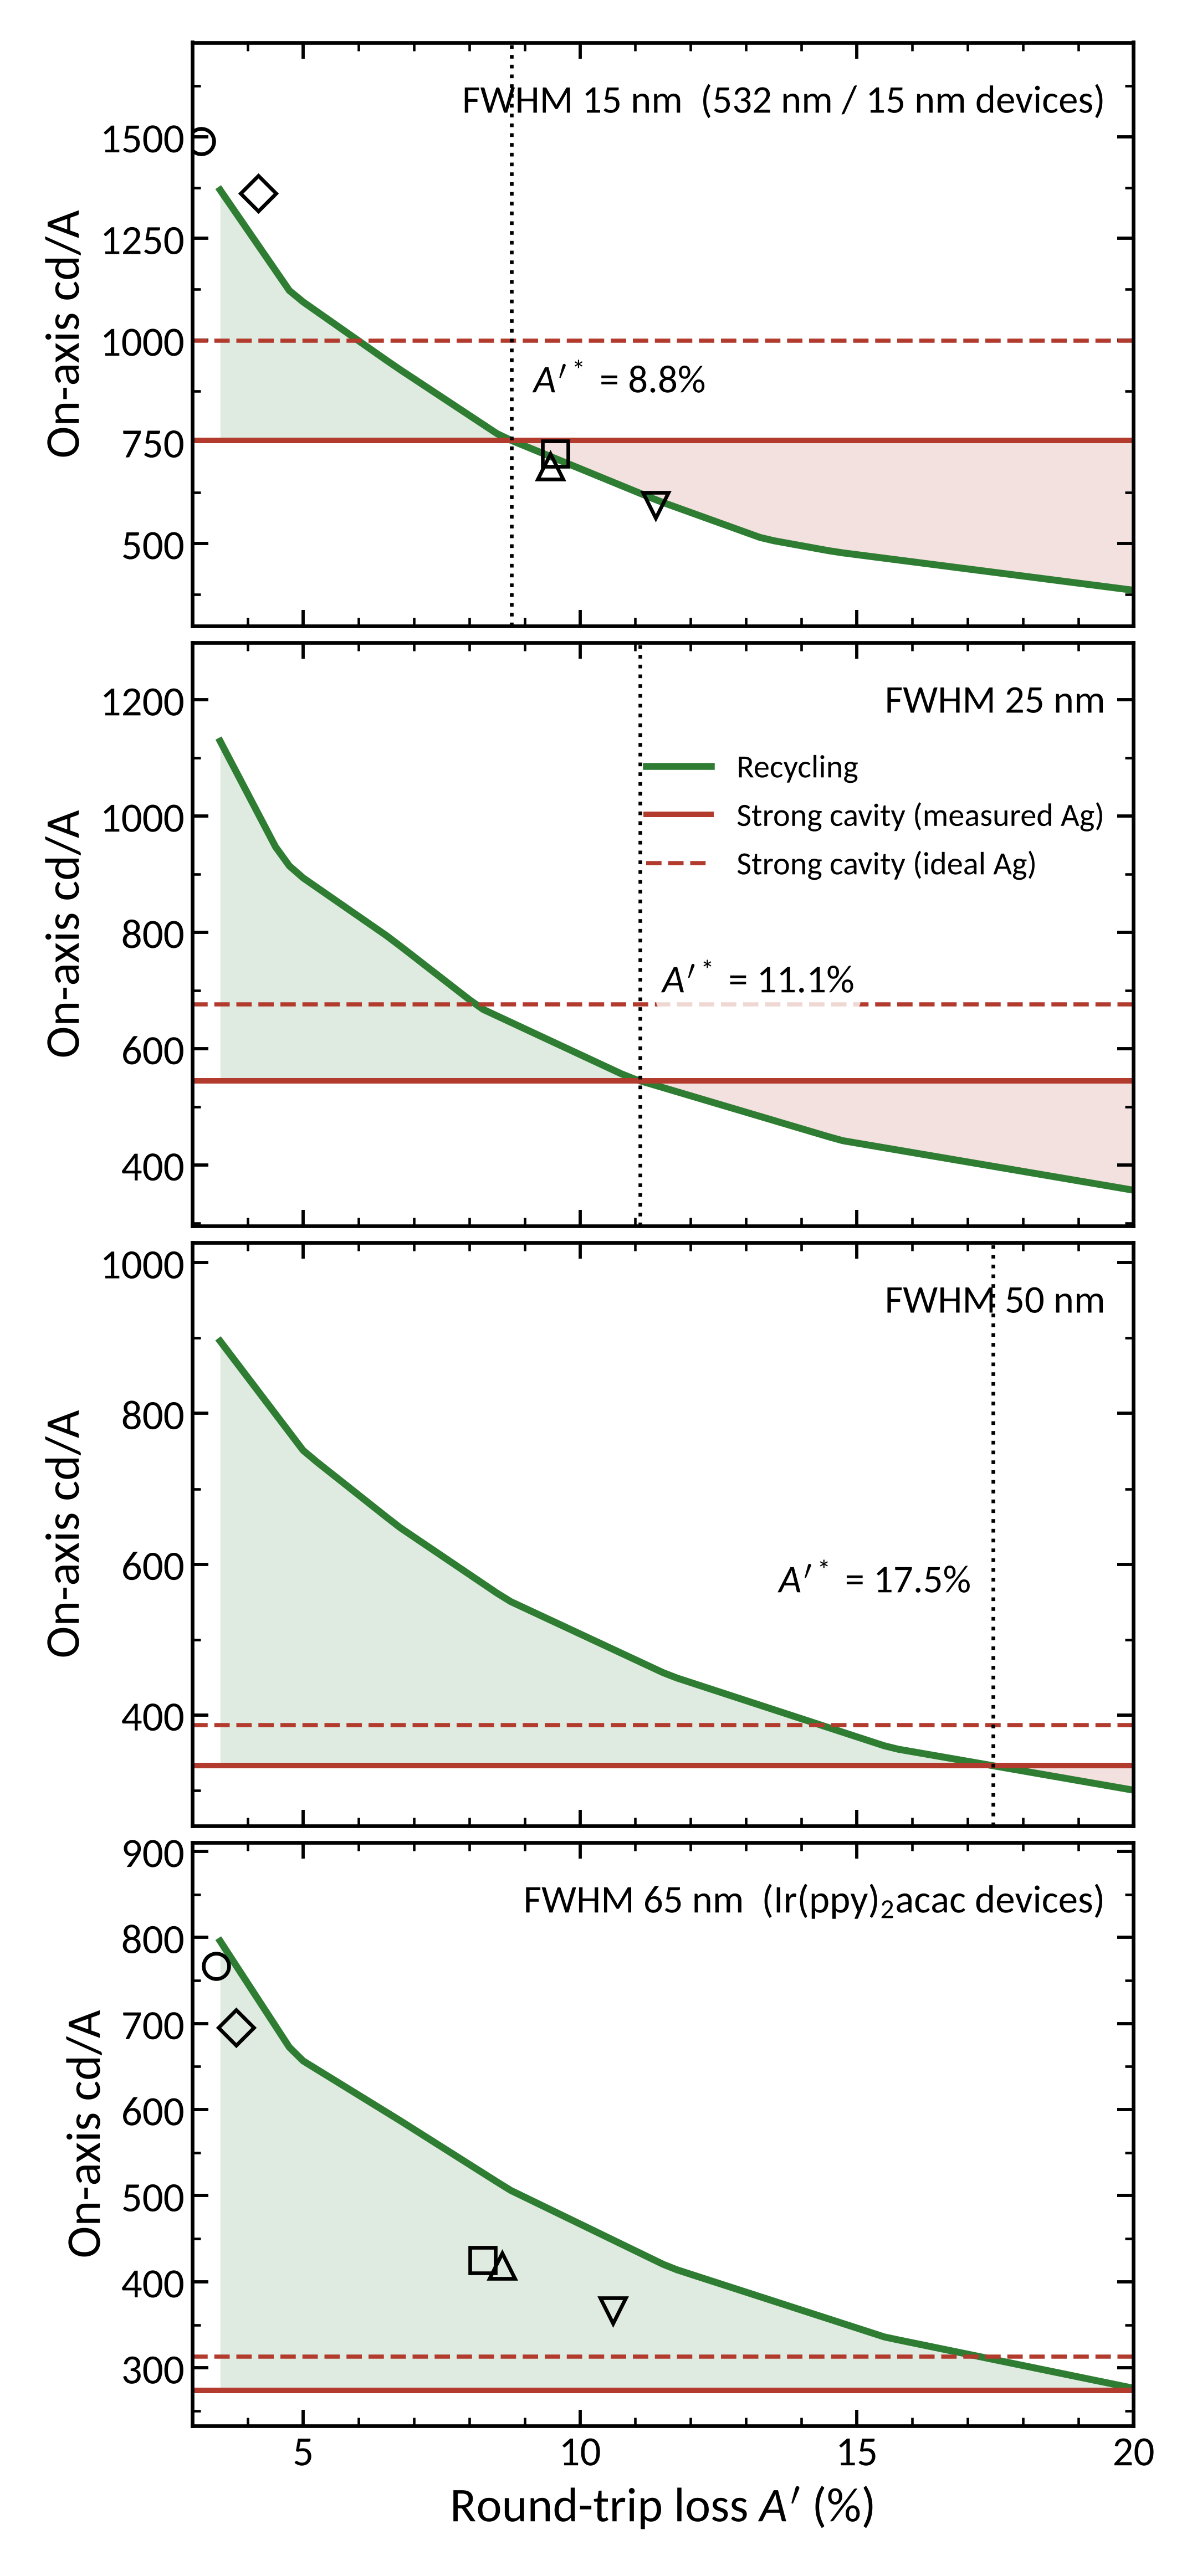 FWHM 15 nm (532 nm / 15 nm devices)
On-axis cd/A
1500
1250
1000
750
500
A′* = 8.8%
FWHM 25 nm
On-axis cd/A
1200
1000
800
600
400
Recycling
Strong cavity (measured Ag)
Strong cavity (ideal Ag)
A′* = 11.1%
FWHM 50 nm
On-axis cd/A
1000
800
600
400
A′* = 17.5%
FWHM 65 nm (Ir(ppy)₂acac devices)
On-axis cd/A
900
800
700
600
500
400
300
5 10 15 20
Round-trip loss A′ (%)